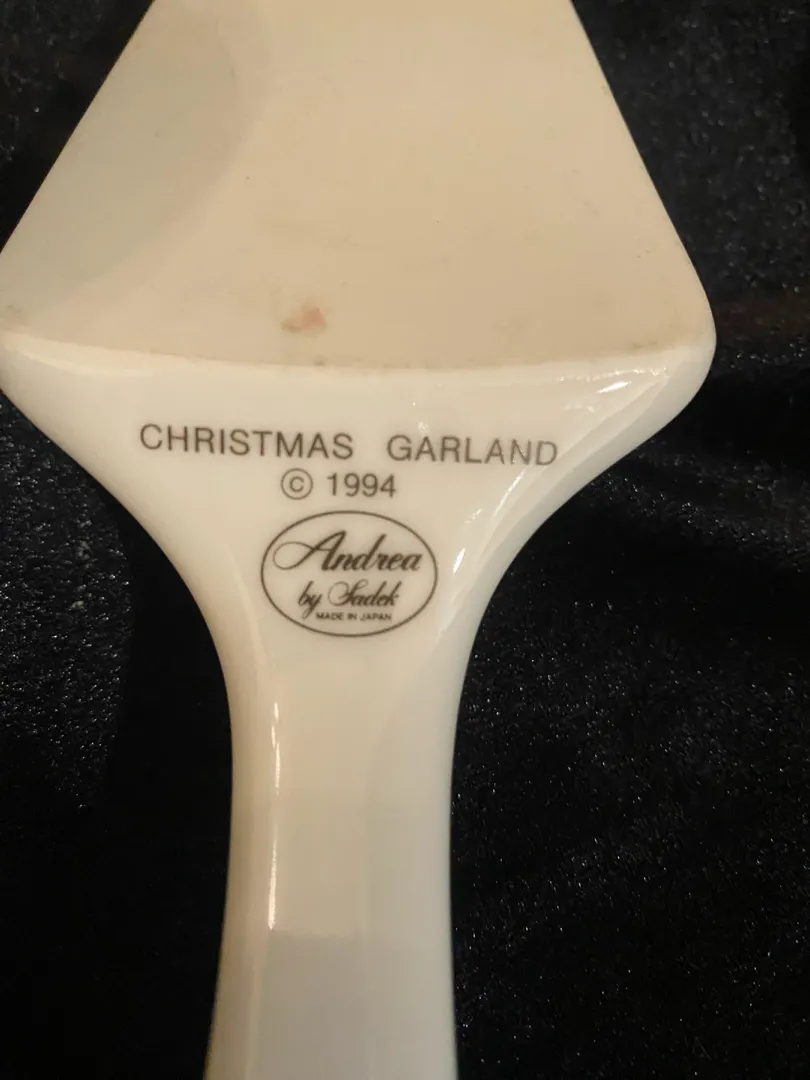 CHRISTMAS GARLAND
© 1994
Andrea
by Sadek
MADE IN JAPAN